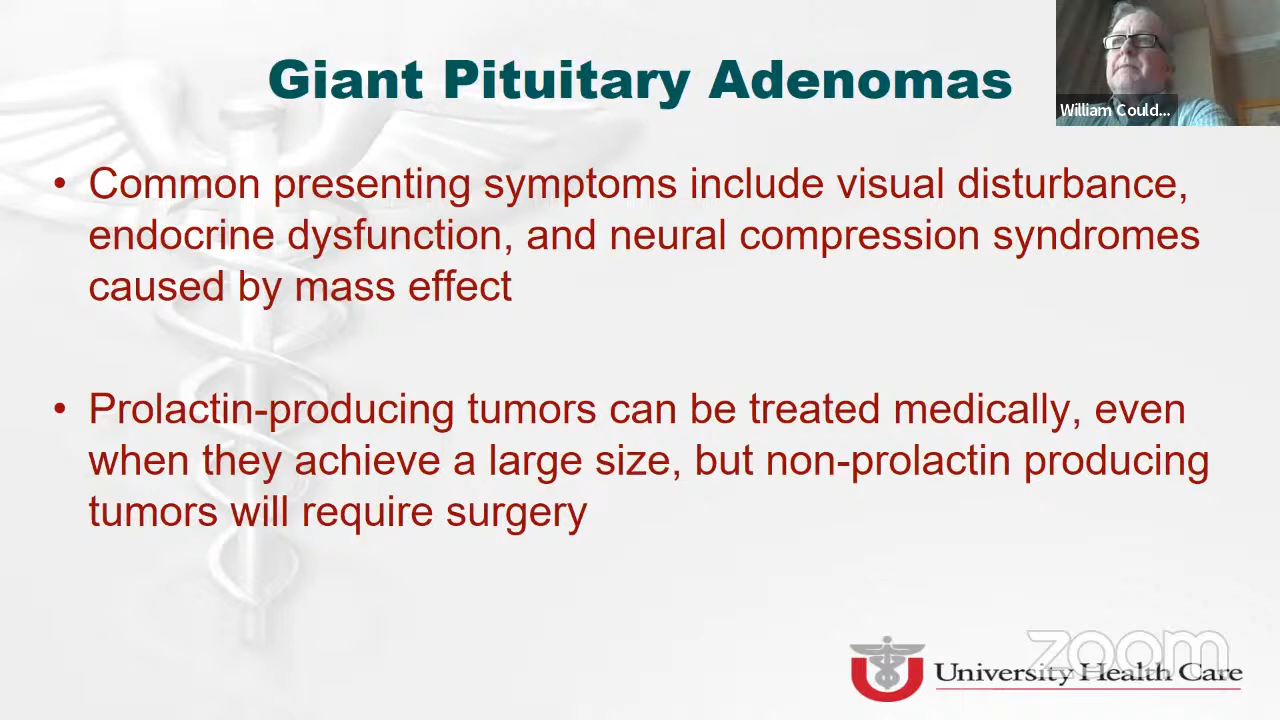 Giant Pituitary Adenomas
William Could...
• Common presenting symptoms include visual disturbance,
endocrine dysfunction, and neural compression syndromes
caused by mass effect
• Prolactin-producing tumors can be treated medically, even
when they achieve a large size, but non-prolactin producing
tumors will require surgery
zoom
University Health Care